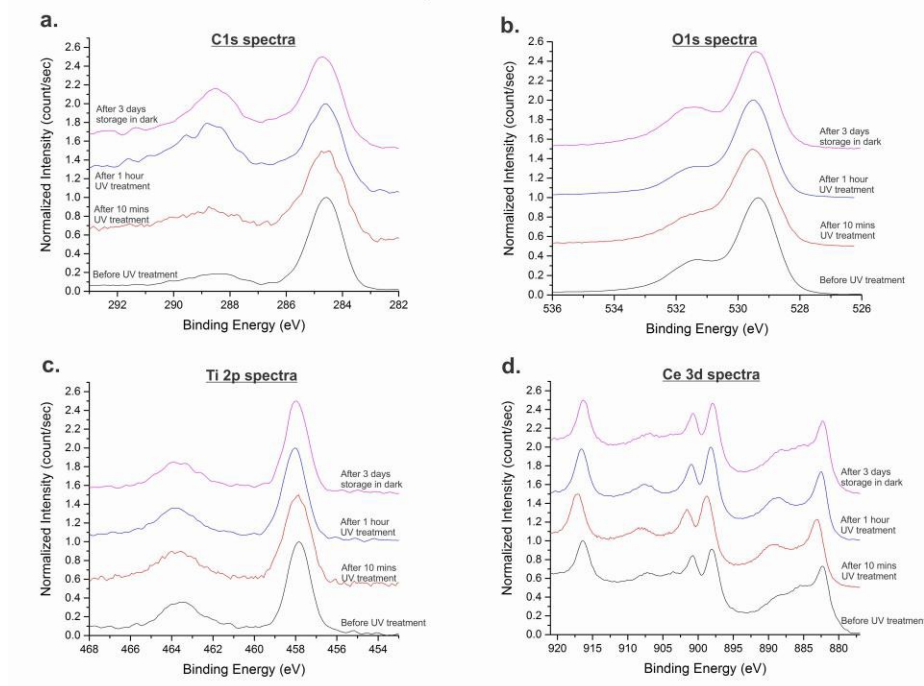 a.
C1s spectra
Normalized Intensity (count/sec)
2.6
2.4
2.2
2.0
1.8
1.6
1.4
1.2
1.0
0.8
0.6
0.4
0.2
0.0
After 3 days
storage in dark
After 1 hour
UV treatment
After 10 mins
UV treatment
Before UV treatment
292 290 288 286 284 282
Binding Energy (eV)
b.
O1s spectra
Normalized Intensity (count/sec)
2.6
2.4
2.2
2.0
1.8
1.6
1.4
1.2
1.0
0.8
0.6
0.4
0.2
0.0
After 3 days
storage in dark
After 1 hour
UV treatment
After 10 mins
UV treatment
Before UV treatment
536 534 532 530 528 526
Binding Energy (eV)
c.
Ti 2p spectra
Normalized Intensity (count/sec)
2.6
2.4
2.2
2.0
1.8
1.6
1.4
1.2
1.0
0.8
0.6
0.4
0.2
0.0
After 3 days
storage in dark
After 1 hour
UV treatment
After 10 mins
UV treatment
Before UV treatment
468 466 464 462 460 458 456 454
Binding Energy (eV)
d.
Ce 3d spectra
Normalized Intensity (count/sec)
2.6
2.4
2.2
2.0
1.8
1.6
1.4
1.2
1.0
0.8
0.6
0.4
0.2
0.0
After 3 days
storage in dark
After 1 hour
UV treatment
After 10 mins
UV treatment
Before UV treatment
920 915 910 905 900 895 890 885 880
Binding Energy (eV)